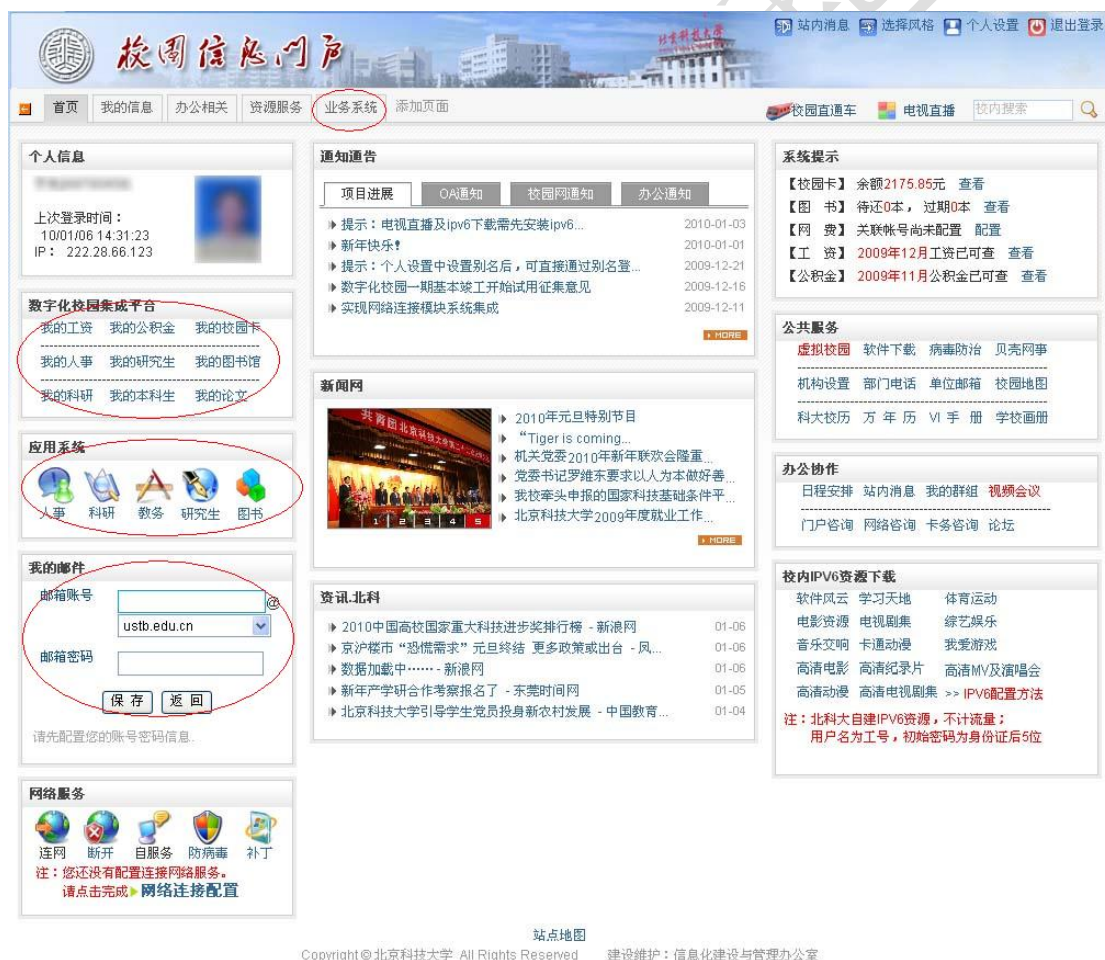 站内消息 选择风格 个人设置 退出登录
校园信息门户
北京科技大学
首页 我的信息 办公相关 资源服务 业务系统 添加页面
校园直通车 电视直播 校内搜索
个人信息
上次登录时间：
10/01/06 14:31:23
IP： 222.28.66.123
数字化校园集成平台
我的工资 我的公积金 我的校园卡
我的人事 我的研究生 我的图书馆
我的科研 我的本科生 我的论文
应用系统
人事 科研 教务 研究生 图书
我的邮件
邮箱账号 @
ustb.edu.cn
邮箱密码
保 存 返 回
请先配置您的账号密码信息.
网络服务
连网 断开 自服务 防病毒 补丁
注：您还没有配置连接网络服务。
请点击完成 网络连接配置
通知通告
项目进展 OA通知 校园网通知 办公通知
提示：电视直播及ipv6下载需先安装ipv6... 2010-01-03
新年快乐! 2010-01-01
提示：个人设置中设置别名后，可直接通过别名登... 2009-12-21
数字化校园一期基本竣工开始试用征集意见 2009-12-16
实现网络连接模块系统集成 2009-12-11
MORE
新闻网
共青团北京科技大学第二十
1 2 3 4 5
2010年元旦特别节目
“Tiger is coming...
机关党委2010年新年联欢会隆重...
党委书记罗维东要求以人为本做好善...
我校牵头申报的国家科技基础条件平...
北京科技大学2009年度就业工作...
MORE
资讯.北科
2010中国高校国家重大科技进步奖排行榜 - 新浪网 01-06
京沪楼市“恐慌需求”元旦终结 更多政策或出台 - 凤... 01-06
数据加载中…… - 新浪网 01-06
新年产学研合作考察报名了 - 东莞时间网 01-05
北京科技大学引导学生党员投身新农村发展 - 中国教育... 01-04
系统提示
【校园卡】 余额2175.85元 查看
【图 书】 待还0本， 过期0本 查看
【网 费】 关联帐号尚未配置 配置
【工 资】 2009年12月工资已可查 查看
【公积金】 2009年11月公积金已可查 查看
公共服务
虚拟校园 软件下载 病毒防治 贝壳网事
机构设置 部门电话 单位邮箱 校园地图
科大校历 万 年 历 VI 手 册 学校画册
办公协作
日程安排 站内消息 我的群组 视频会议
门户咨询 网络咨询 卡务咨询 论坛
校内IPV6资源下载
软件风云 学习天地 体育运动
电影资源 电视剧集 综艺娱乐
音乐交响 卡通动漫 我爱游戏
高清电影 高清纪录片 高清MV及演唱会
高清动漫 高清电视剧集 >> IPV6配置方法
注：北科大自建IPV6资源，不计流量；
用户名为工号，初始密码为身份证后5位
站点地图
Copyright©北京科技大学 All Rights Reserved 建设维护：信息化建设与管理办公室